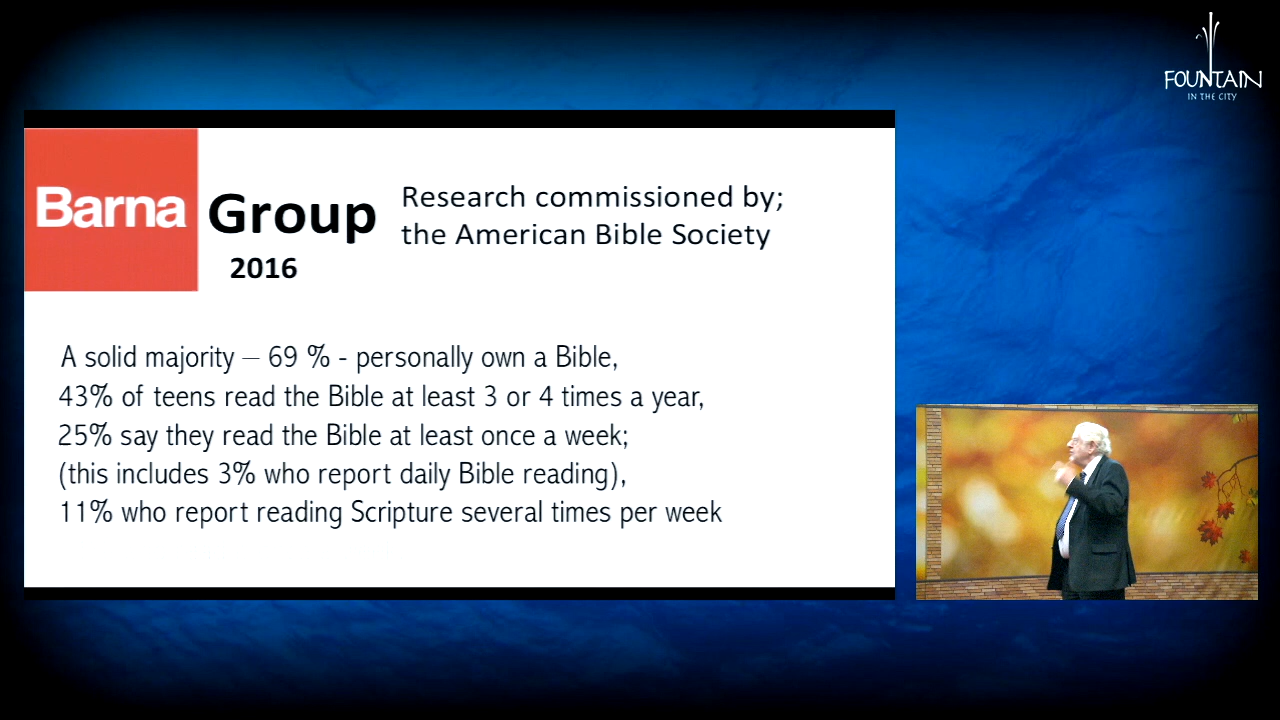 FOUNTAIN
IN THE CITY
Barna Group
2016
Research commissioned by;
the American Bible Society
A solid majority – 69 % - personally own a Bible,
43% of teens read the Bible at least 3 or 4 times a year,
25% say they read the Bible at least once a week;
(this includes 3% who report daily Bible reading),
11% who report reading Scripture several times per week